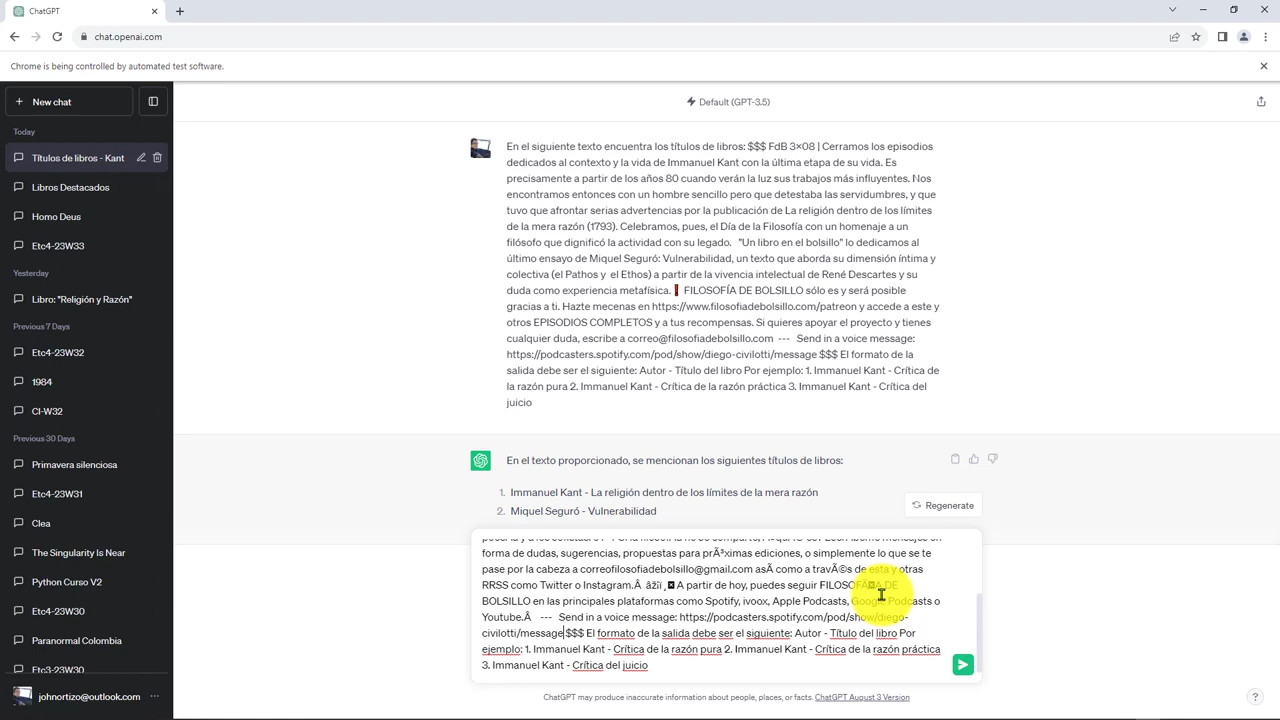 ChatGPT
chat.openai.com
Chrome is being controlled by automated test software.
New chat
Today
Títulos de libros - Kant
Libros Destacados
Homo Deus
Etc4-23W33
Yesterday
Libro: "Religión y Razón"
Previous 7 Days
Etc4-23W32
1984
CI-W32
Previous 30 Days
Primavera silenciosa
Etc4-23W31
Clea
The Singularity Is Near
Python Curso V2
Etc4-23W30
Paranormal Colombia
Etc3-23W30
johnortizo@outlook.com
Default (GPT-3.5)
En el siguiente texto encuentra los títulos de libros: $$$ FdB 3×08 | Cerramos los episodios
dedicados al contexto y la vida de Immanuel Kant con la última etapa de su vida. Es
precisamente a partir de los años 80 cuando verán la luz sus trabajos más influyentes. Nos
encontramos entonces con un hombre sencillo pero que detestaba las servidumbres, y que
tuvo que afrontar serias advertencias por la publicación de La religión dentro de los límites
de la mera razón (1793). Celebramos, pues, el Día de la Filosofía con un homenaje a un
filósofo que dignificó la actividad con su legado. "Un libro en el bolsillo" lo dedicamos al
último ensayo de Miquel Seguró: Vulnerabilidad, un texto que aborda su dimensión íntima y
colectiva (el Pathos y el Ethos) a partir de la vivencia intelectual de René Descartes y su
duda como experiencia metafísica. FILOSOFÍA DE BOLSILLO sólo es y será posible
gracias a ti. Hazte mecenas en https://www.filosofiadebolsillo.com/patreon y accede a este y
otros EPISODIOS COMPLETOS y a tus recompensas. Si quieres apoyar el proyecto y tienes
cualquier duda, escribe a correo@filosofiadebolsillo.com --- Send in a voice message:
https://podcasters.spotify.com/pod/show/diego-civilotti/message $$$ El formato de la
salida debe ser el siguiente: Autor - Título del libro Por ejemplo: 1. Immanuel Kant - Crítica de
la razón pura 2. Immanuel Kant - Crítica de la razón práctica 3. Immanuel Kant - Crítica del
juicio
En el texto proporcionado, se mencionan los siguientes títulos de libros:
1. Immanuel Kant - La religión dentro de los límites de la mera razón
2. Miquel Seguró - Vulnerabilidad
Regenerate
forma de dudas, sugerencias, propuestas para prÃ³ximas ediciones, o simplemente lo que se te
pase por la cabeza a correofilosofiadebolsillo@gmail.com asÃ­ como a travÃ©s de esta y otras
RRSS como Twitter o Instagram.Â A partir de hoy, puedes seguir FILOSOFÃA DE
BOLSILLO en las principales plataformas como Spotify, ivoox, Apple Podcasts, Google Podcasts o
Youtube.Â --- Send in a voice message: https://podcasters.spotify.com/pod/show/diego-
civilotti/message $$$ El formato de la salida debe ser el siguiente: Autor - Título del libro Por
ejemplo: 1. Immanuel Kant - Crítica de la razón pura 2. Immanuel Kant - Crítica de la razón práctica
3. Immanuel Kant - Crítica del juicio
ChatGPT may produce inaccurate information about people, places, or facts. ChatGPT August 3 Version